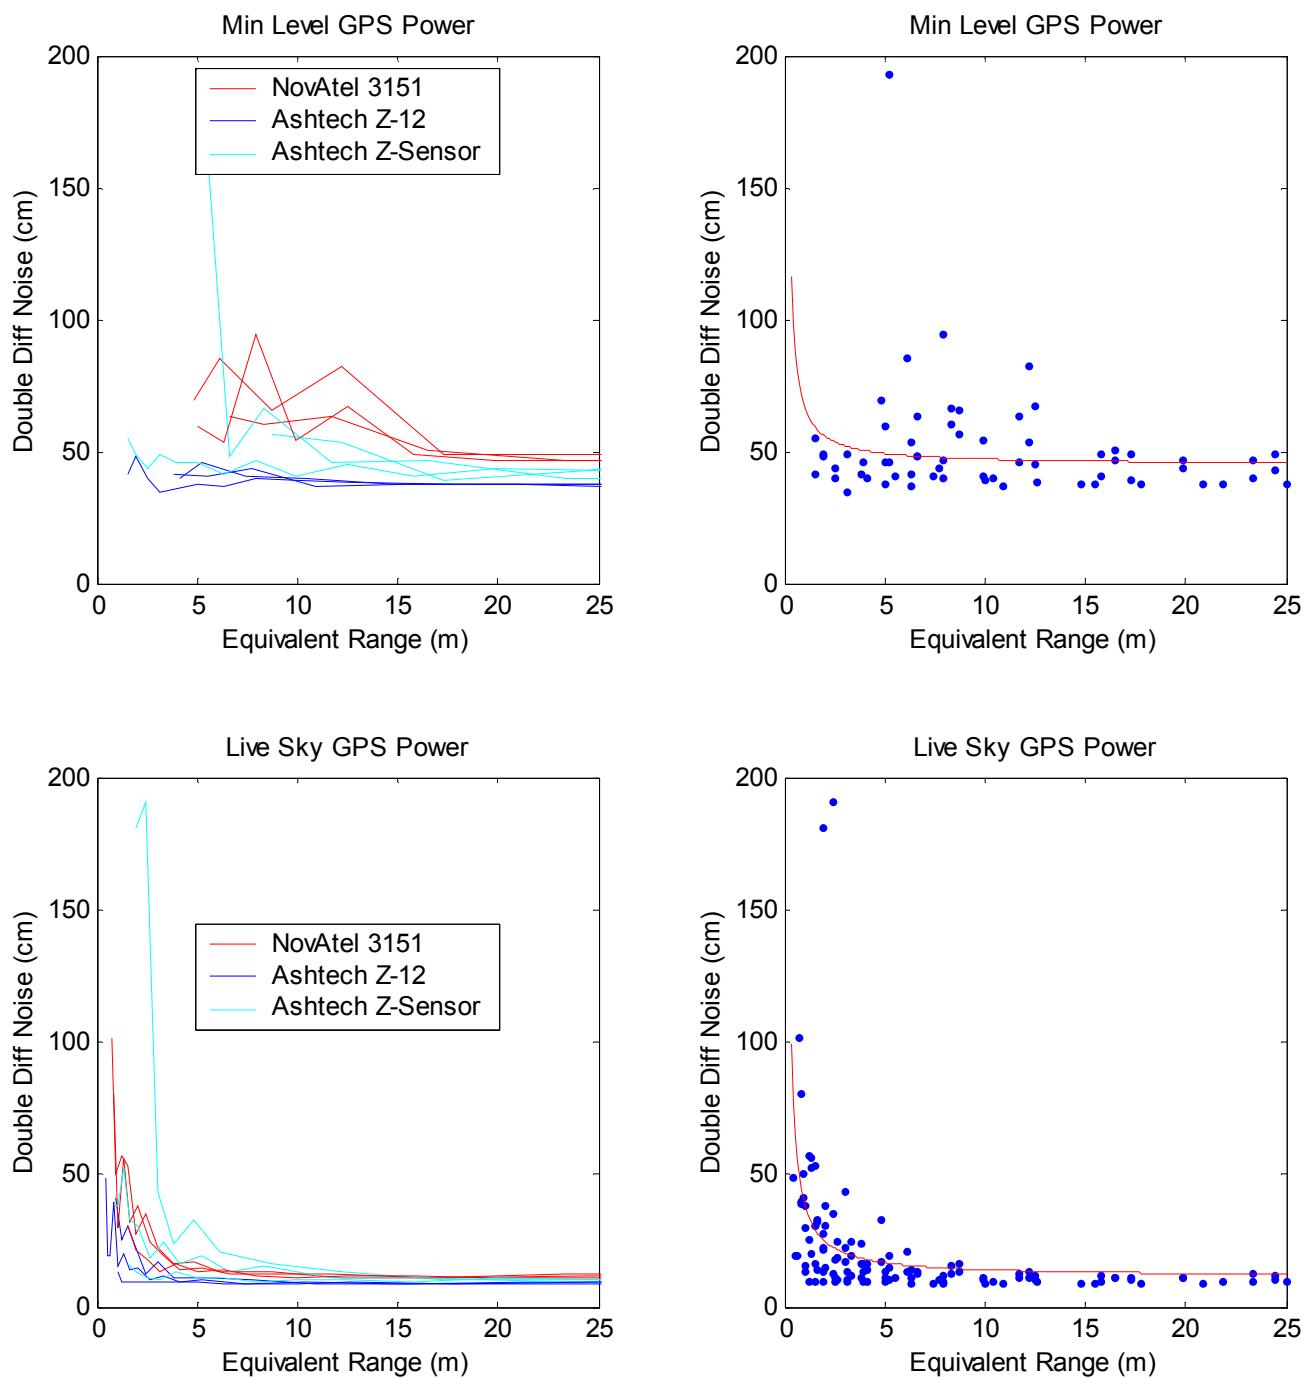 Min Level GPS Power
200
150
100
50
0
Double Diff Noise (cm)
NovAtel 3151
Ashtech Z-12
Ashtech Z-Sensor
0 5 10 15 20 25
Equivalent Range (m)
Min Level GPS Power
200
150
100
50
0
Double Diff Noise (cm)
0 5 10 15 20 25
Equivalent Range (m)
Live Sky GPS Power
200
150
100
50
0
Double Diff Noise (cm)
NovAtel 3151
Ashtech Z-12
Ashtech Z-Sensor
0 5 10 15 20 25
Equivalent Range (m)
Live Sky GPS Power
200
150
100
50
0
Double Diff Noise (cm)
0 5 10 15 20 25
Equivalent Range (m)